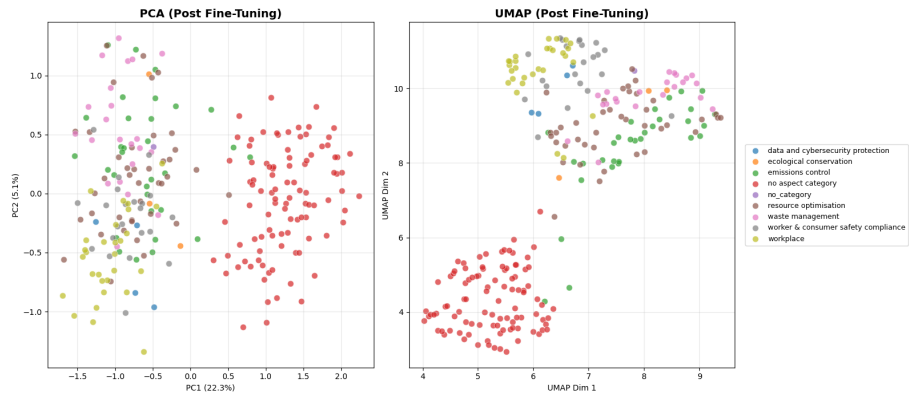 PCA (Post Fine-Tuning)
PC2 (5.1%)
1.0
0.5
0.0
−0.5
−1.0
−1.5
−1.0
−0.5
0.0
0.5
1.0
1.5
2.0
PC1 (22.3%)
UMAP (Post Fine-Tuning)
UMAP Dim 2
10
8
6
4
4
5
6
7
8
9
UMAP Dim 1
data and cybersecurity protection
ecological conservation
emissions control
no aspect category
no_category
resource optimisation
waste management
worker & consumer safety compliance
workplace